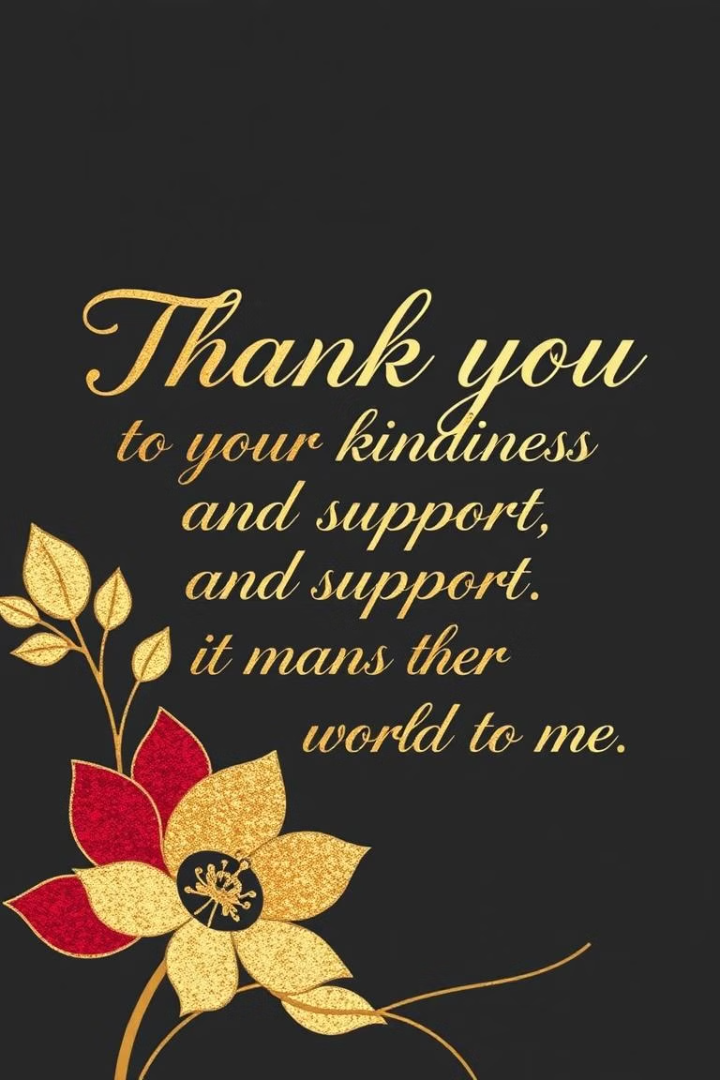 Thank you
to your kindiness
and support,
and support.
it mans ther
world to me.